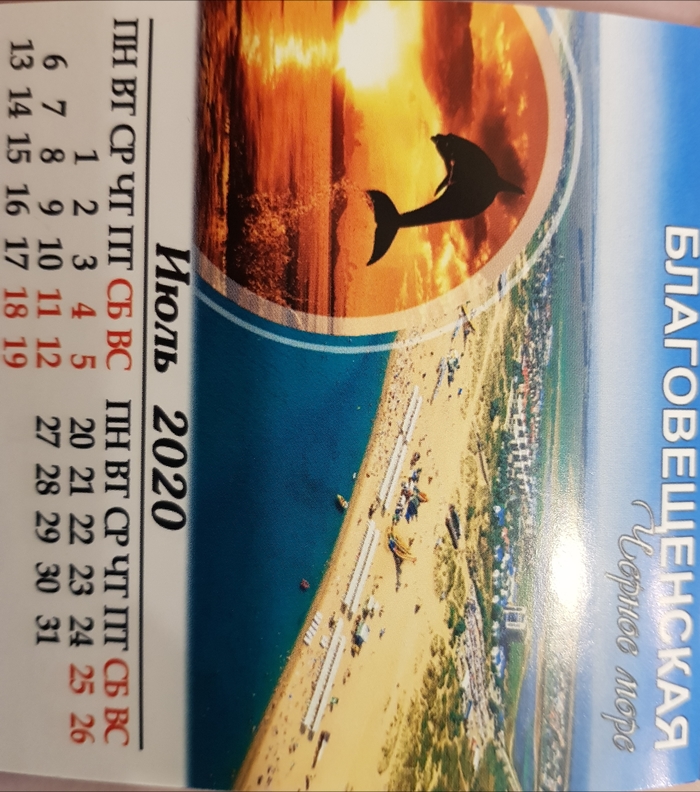 БЛАГОВЕЩЕНСКАЯ
Чёрное море
Июль 2020
ПН ВТ СР ЧТ ПТ СБ ВС ПН ВТ СР ЧТ ПТ СБ ВС
1 2 3 4 5 20 21 22 23 24 25 26
6 7 8 9 10 11 12 27 28 29 30 31
13 14 15 16 17 18 19